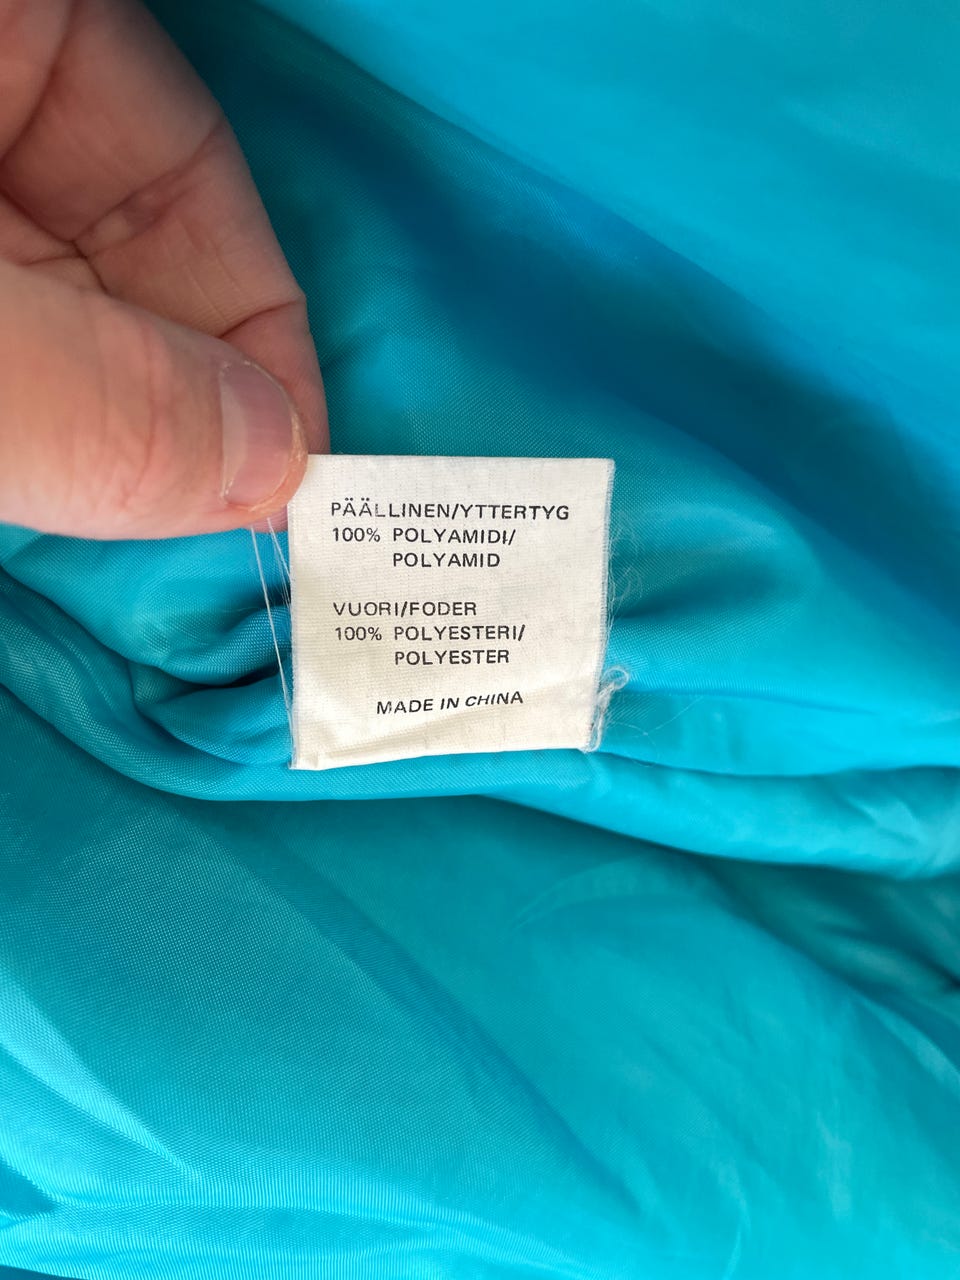 PÄÄLLINEN/YTTERTYG
100% POLYAMIDI/
POLYAMID
VUORI/FODER
100% POLYESTERI/
POLYESTER
MADE IN CHINA